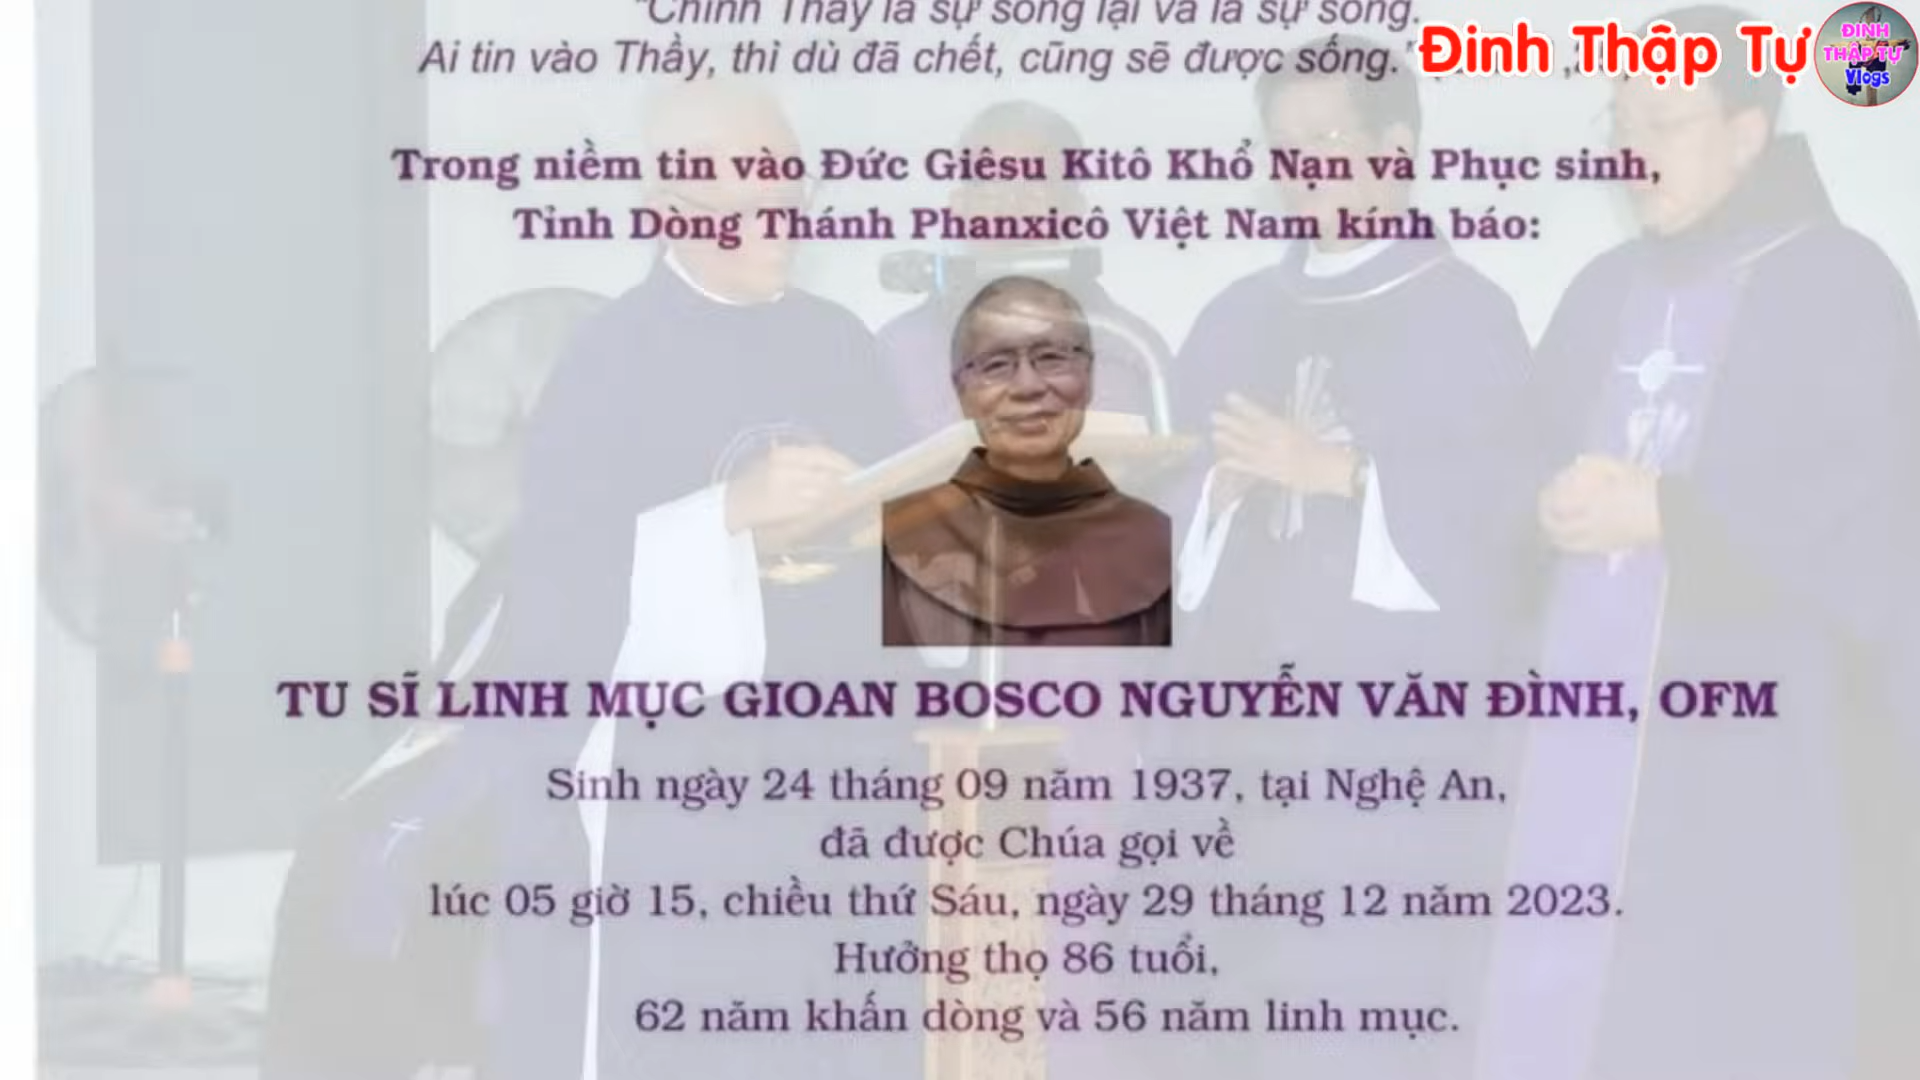 "Chính Thầy là sự sống lại và là sự sống.
Ai tin vào Thầy, thì dù đã chết, cũng sẽ được sống."
Đinh Thập Tự
ĐINH
THẬP TỰ
Vlogs
Trong niềm tin vào Đức Giêsu Kitô Khổ Nạn và Phục sinh,
Tỉnh Dòng Thánh Phanxicô Việt Nam kính báo:
TU SĨ LINH MỤC GIOAN BOSCO NGUYỄN VĂN ĐÌNH, OFM
Sinh ngày 24 tháng 09 năm 1937, tại Nghệ An,
đã được Chúa gọi về
lúc 05 giờ 15, chiều thứ Sáu, ngày 29 tháng 12 năm 2023.
Hưởng thọ 86 tuổi,
62 năm khấn dòng và 56 năm linh mục.